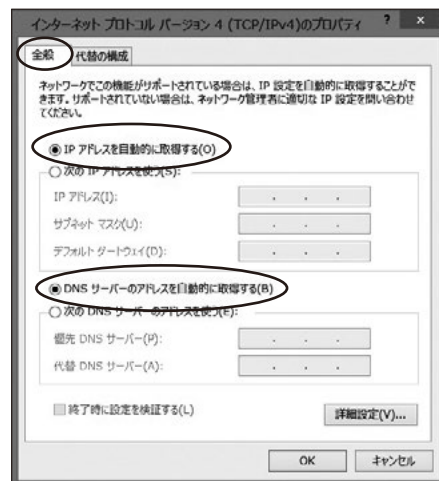 インターネット プロトコル バージョン 4 (TCP/IPv4)のプロパティ
全般
代替の構成
ネットワークでこの機能がサポートされている場合は、IP 設定を自動的に取得することがで
きます。サポートされていない場合は、ネットワーク管理者に適切な IP 設定を問い合わせ
てください。
IP アドレスを自動的に取得する(O)
次の IP アドレスを使う(S):
IP アドレス(I):
サブネット マスク(U):
デフォルト ゲートウェイ(D):
DNS サーバーのアドレスを自動的に取得する(B)
次の DNS サーバーのアドレスを使う(E):
優先 DNS サーバー(P):
代替 DNS サーバー(A):
終了時に設定を検証する(L)
詳細設定(V)...
OK
キャンセル